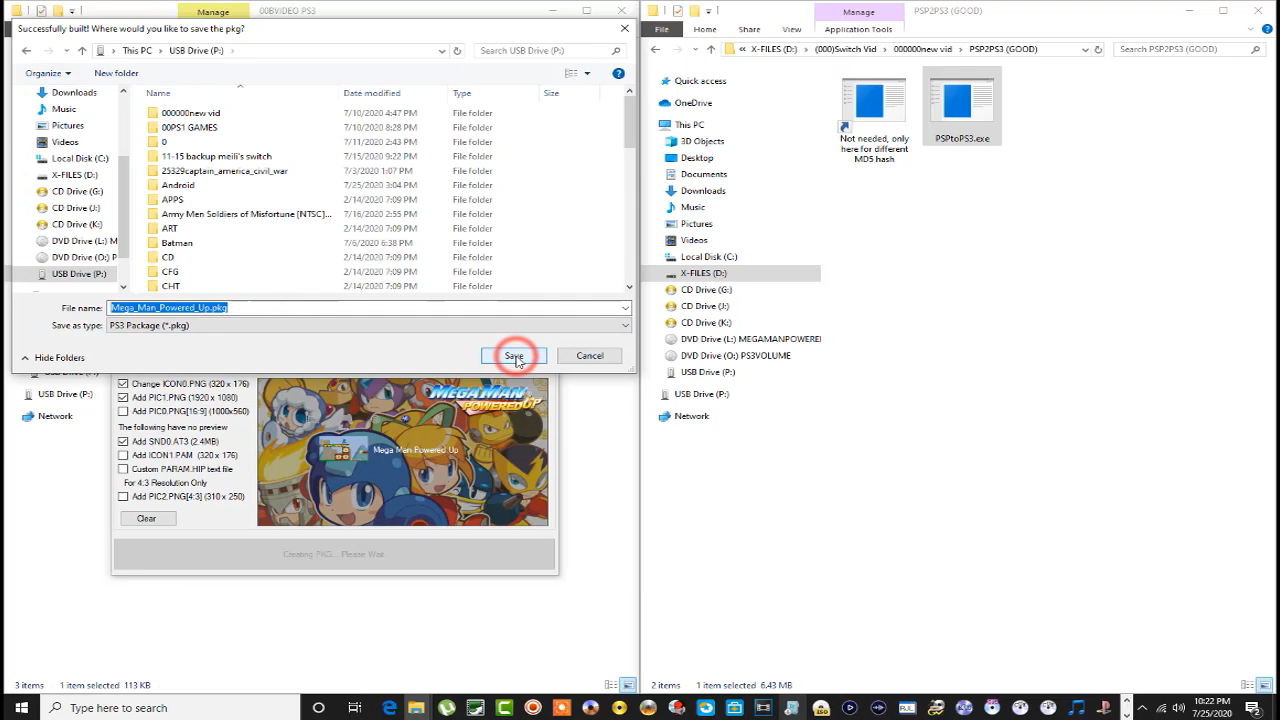 Manage
00BVIDEO PS3
Successfully built! Where would you like to save the pkg?
This PC
USB Drive (P:)
Search USB Drive (P:)
Organize
New folder
Downloads
Music
Pictures
Videos
Local Disk (C:)
X-FILES (D:)
CD Drive (G:)
CD Drive (J:)
CD Drive (K:)
DVD Drive (L:) M
DVD Drive (O:) P
USB Drive (P:)
Name
Date modified
Type
Size
000000new vid 7/10/2020 4:47 PM File folder
00PS1 GAMES 7/10/2020 8:28 PM File folder
0 7/11/2020 2:43 PM File folder
11-15 backup meili's switch 7/15/2020 9:22 PM File folder
25329captain_america_civil_war 7/3/2020 1:07 PM File folder
Android 7/25/2020 3:04 PM File folder
APPS 2/14/2020 7:09 PM File folder
Army Men Soldiers of Misfortune [NTSC]... 7/16/2020 2:55 PM File folder
ART 2/14/2020 7:09 PM File folder
Batman 7/6/2020 6:38 PM File folder
CD 2/14/2020 7:09 PM File folder
CFG 2/14/2020 7:09 PM File folder
CHT 2/14/2020 7:09 PM File folder
File name: Mega_Man_Powered_Up.pkg
Save as type: PS3 Package (*.pkg)
Hide Folders
Save
Cancel
USB Drive (P:)
Network
Change ICON0.PNG (320 x 176)
Add PIC1.PNG (1920 x 1080)
Add PIC0.PNG[16:9] (1000x560)
The following have no preview
Add SND0.AT3 (2.4MB)
Add ICON1.PAM (320 x 176)
Custom PARAM.HIP text file
For 4:3 Resolution Only
Add PIC2.PNG[4:3] (310 x 250)
Clear
MEGAMAN
POWERED UP
Mega Man Powered Up
Creating PKG... Please Wait.
3 items
1 item selected 113 KB
Manage
PSP2PS3 (GOOD)
File
Home
Share
View
Application Tools
« X-FILES (D:)
(000)Switch Vid
000000new vid
PSP2PS3 (GOOD)
Search PSP2PS3 (GOOD)
Quick access
OneDrive
This PC
3D Objects
Desktop
Documents
Downloads
Music
Pictures
Videos
Local Disk (C:)
X-FILES (D:)
CD Drive (G:)
CD Drive (J:)
CD Drive (K:)
DVD Drive (L:) MEGAMANPOWERE
DVD Drive (O:) PS3VOLUME
USB Drive (P:)
USB Drive (P:)
Network
Not needed, only
here for different
MD5 hash
PSPtoPS3.exe
2 items
1 item selected 6.43 MB
Type here to search
10:22 PM
7/25/2020